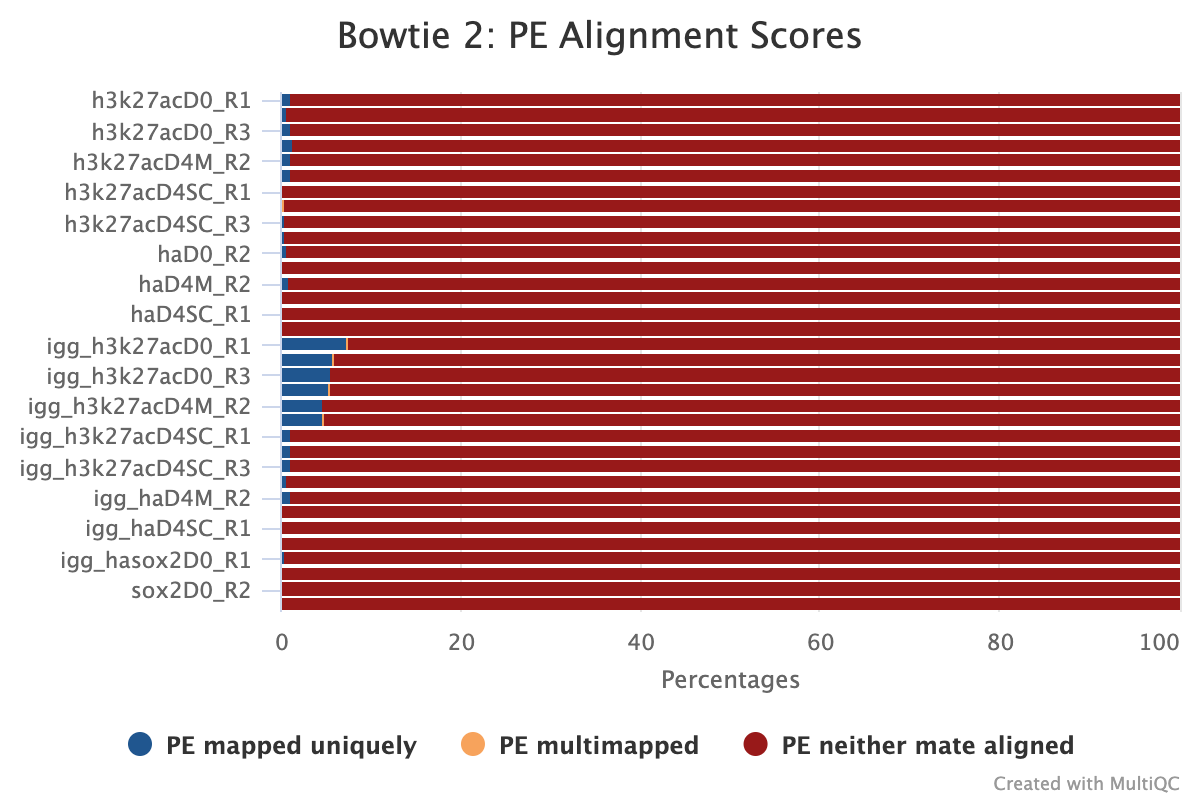 Bowtie 2: PE Alignment Scores
h3k27acD0_R1
h3k27acD0_R3
h3k27acD4M_R2
h3k27acD4SC_R1
h3k27acD4SC_R3
haD0_R2
haD4M_R2
haD4SC_R1
igg_h3k27acD0_R1
igg_h3k27acD0_R3
igg_h3k27acD4M_R2
igg_h3k27acD4SC_R1
igg_h3k27acD4SC_R3
igg_haD4M_R2
igg_haD4SC_R1
igg_hasox2D0_R1
sox2D0_R2
0 20 40 60 80 100
Percentages
PE mapped uniquely PE multimapped PE neither mate aligned
Created with MultiQC